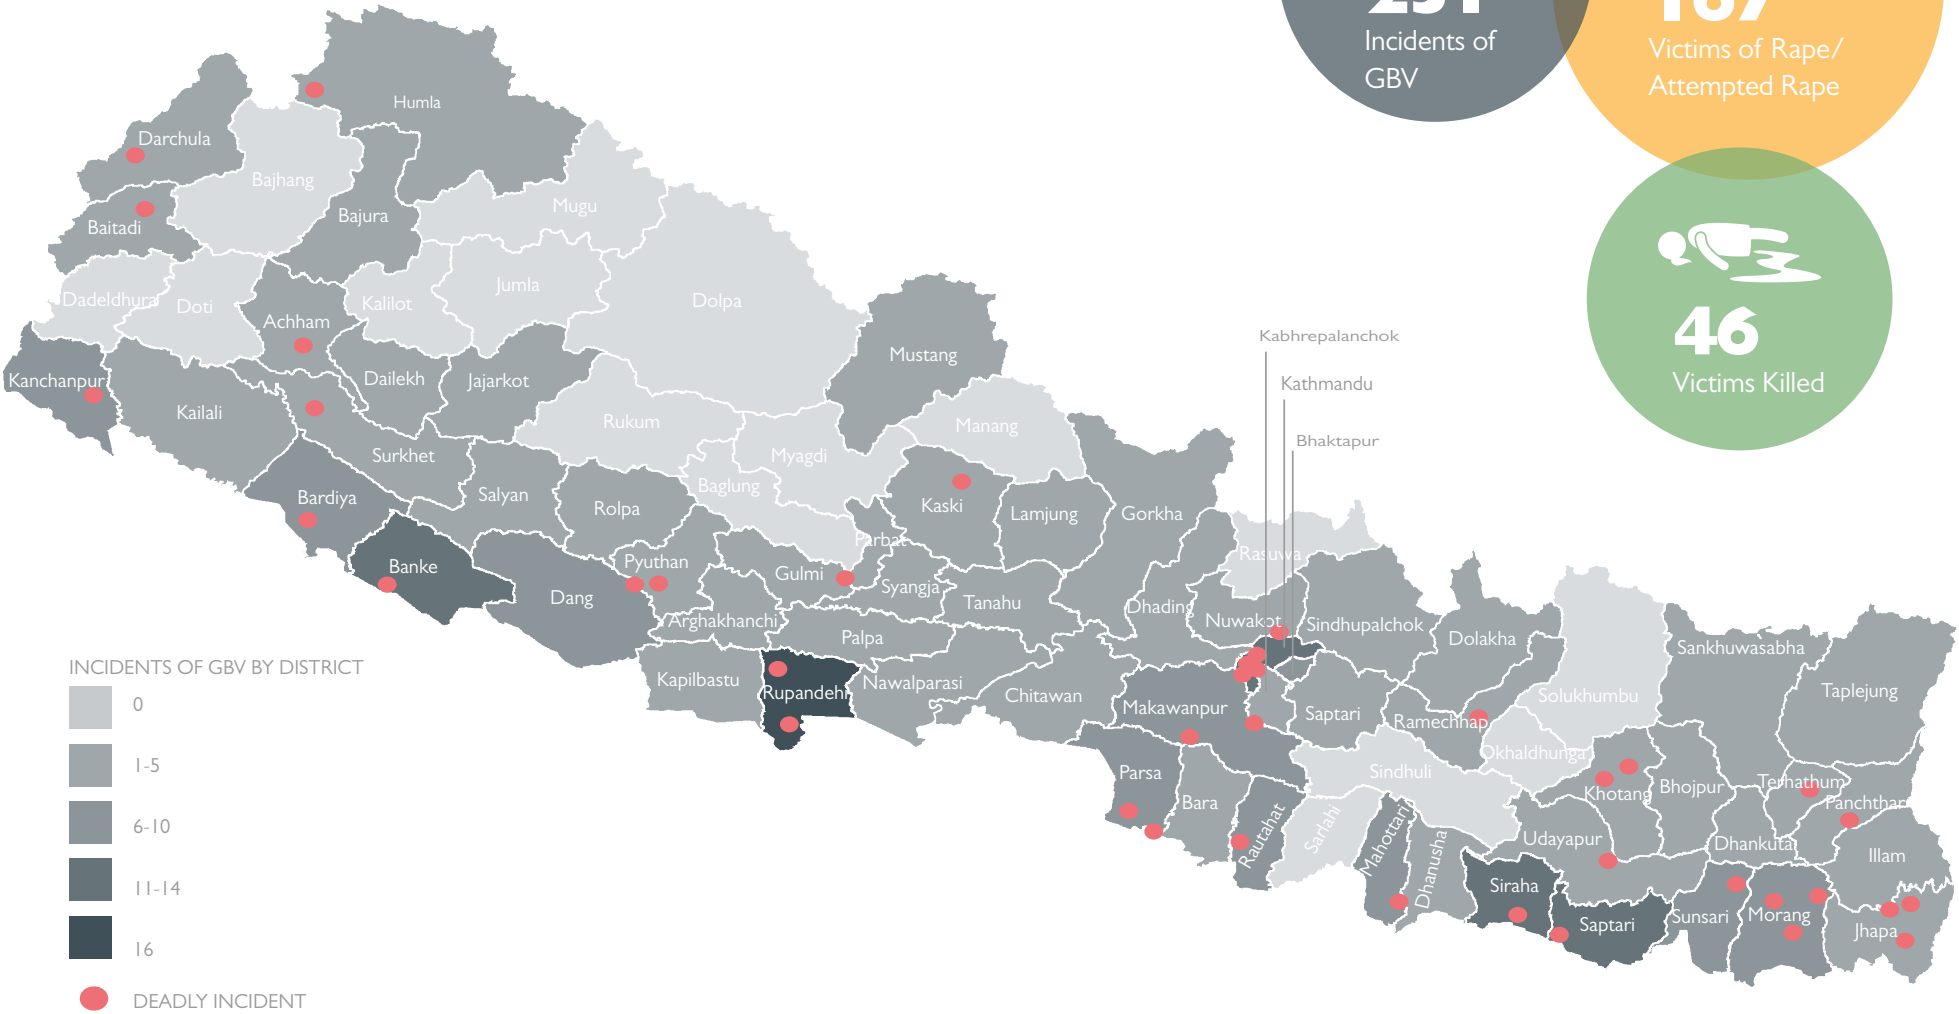 Incidents of
GBV
Victims of Rape/
Attempted Rape
46
Victims Killed
Humla
Darchula
Bajhang
Mugu
Bajura
Baitadi
Dadeldhura
Doti
Kalilot
Jumla
Dolpa
Achham
Mustang
Kabhrepalanchok
Kathmandu
Bhaktapur
Kanchanpur
Kailali
Dailekh
Jajarkot
Rukum
Manang
Surkhet
Myagdi
Baglung
Bardiya
Salyan
Rolpa
Kaski
Lamjung
Gorkha
Parbat
Rasuwa
Banke
Pyuthan
Gulmi
Syangja
Dang
Tanahu
Dhading
Nuwakot
Sindhupalchok
Arghakhanchi
Palpa
Dolakha
Sankhuwasabha
Kapilbastu
Rupandehi
Nawalparasi
Chitawan
Makawanpur
Saptari
Ramechhap
Solukhumbu
Taplejung
Okhaldhunga
Sindhuli
Parsa
Bara
Khotang
Bhojpur
Terhathum
Panchthar
Rautahat
Sarlahi
Mahottari
Dhanusha
Udayapur
Dhankuta
Illam
Siraha
Saptari
Sunsari
Morang
Jhapa
INCIDENTS OF GBV BY DISTRICT
0
1-5
6-10
11-14
16
DEADLY INCIDENT